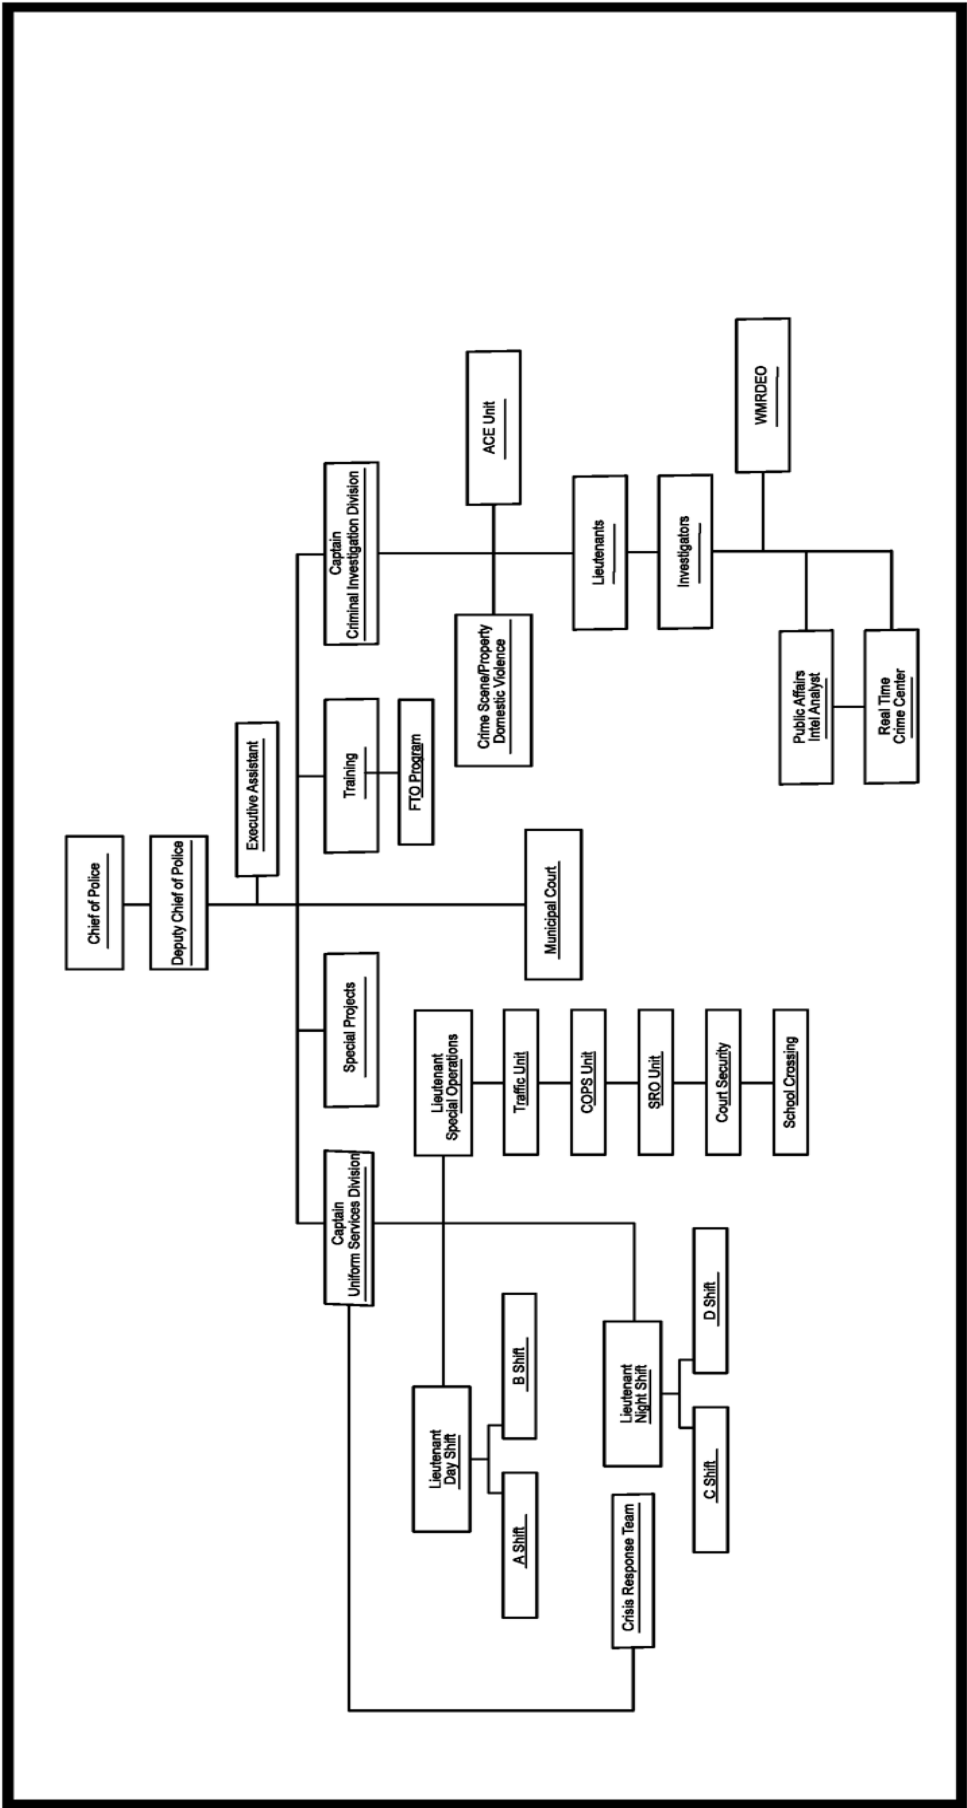 Chief of Police
Deputy Chief of Police
Executive Assistant
Captain
Uniform Services Division
Special Projects
Training
Captain
Criminal Investigation Division
FTO Program
Lieutenant
Day Shift
Lieutenant
Special Operations
Crime Scene/Property
Domestic Violence
ACE Unit
A Shift
B Shift
Traffic Unit
Municipal Court
COPS Unit
Lieutenants
Crisis Response Team
Lieutenant
Night Shift
SRO Unit
Investigators
C Shift
D Shift
Court Security
WMRDEO
School Crossing
Public Affairs
Intel Analyst
Real Time
Crime Center